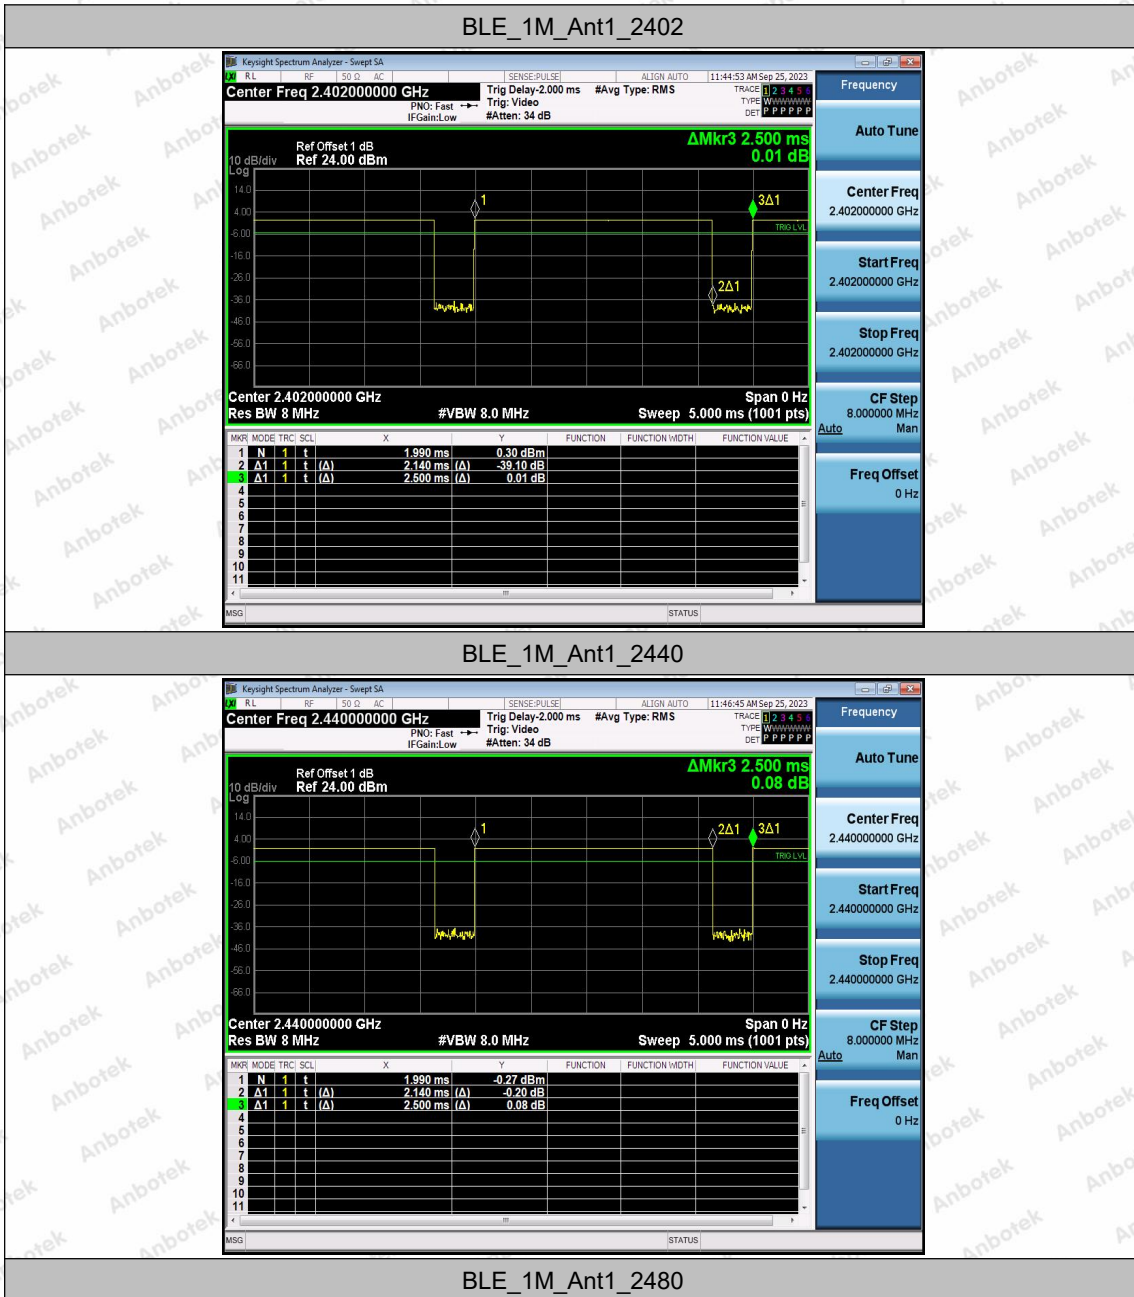 BLE_1M_Ant1_2402
Keysight Spectrum Analyzer - Swept SA
LXI RL RF 50 Ω AC SENSE:PULSE ALIGN AUTO 11:44:53 AM Sep 25, 2023
Center Freq 2.402000000 GHz Trig Delay-2.000 ms #Avg Type: RMS TRACE 1 2 3 4 5 6
PNO: Fast Trig: Video TYPE WWWWWW
IFGain:Low #Atten: 34 dB DET P P P P P P
Frequency
Auto Tune
Center Freq
2.402000000 GHz
Start Freq
2.402000000 GHz
Stop Freq
2.402000000 GHz
CF Step
8.000000 MHz
Auto Man
Freq Offset
0 Hz
ΔMkr3 2.500 ms
0.01 dB
Ref Offset 1 dB
10 dB/div Ref 24.00 dBm
Log
14.0
4.00
-6.00
-16.0
-26.0
-36.0
-46.0
-56.0
-66.0
1
3Δ1
TRIG LVL
2Δ1
Center 2.402000000 GHz Span 0 Hz
Res BW 8 MHz #VBW 8.0 MHz Sweep 5.000 ms (1001 pts)
MKR MODE TRC SCL X Y FUNCTION FUNCTION WIDTH FUNCTION VALUE
1 N 1 t 1.990 ms 0.30 dBm
2 Δ1 1 t (Δ) 2.140 ms (Δ) -39.10 dB
3 Δ1 1 t (Δ) 2.500 ms (Δ) 0.01 dB
4
5
6
7
8
9
10
11
MSG STATUS
BLE_1M_Ant1_2440
Keysight Spectrum Analyzer - Swept SA
LXI RL RF 50 Ω AC SENSE:PULSE ALIGN AUTO 11:46:45 AM Sep 25, 2023
Center Freq 2.440000000 GHz Trig Delay-2.000 ms #Avg Type: RMS TRACE 1 2 3 4 5 6
PNO: Fast Trig: Video TYPE WWWWWW
IFGain:Low #Atten: 34 dB DET P P P P P P
Frequency
Auto Tune
Center Freq
2.440000000 GHz
Start Freq
2.440000000 GHz
Stop Freq
2.440000000 GHz
CF Step
8.000000 MHz
Auto Man
Freq Offset
0 Hz
ΔMkr3 2.500 ms
0.08 dB
Ref Offset 1 dB
10 dB/div Ref 24.00 dBm
Log
14.0
4.00
-6.00
-16.0
-26.0
-36.0
-46.0
-56.0
-66.0
1
2Δ1 3Δ1
TRIG LVL
Center 2.440000000 GHz Span 0 Hz
Res BW 8 MHz #VBW 8.0 MHz Sweep 5.000 ms (1001 pts)
MKR MODE TRC SCL X Y FUNCTION FUNCTION WIDTH FUNCTION VALUE
1 N 1 t 1.990 ms -0.27 dBm
2 Δ1 1 t (Δ) 2.140 ms (Δ) -0.20 dB
3 Δ1 1 t (Δ) 2.500 ms (Δ) 0.08 dB
4
5
6
7
8
9
10
11
MSG STATUS
BLE_1M_Ant1_2480